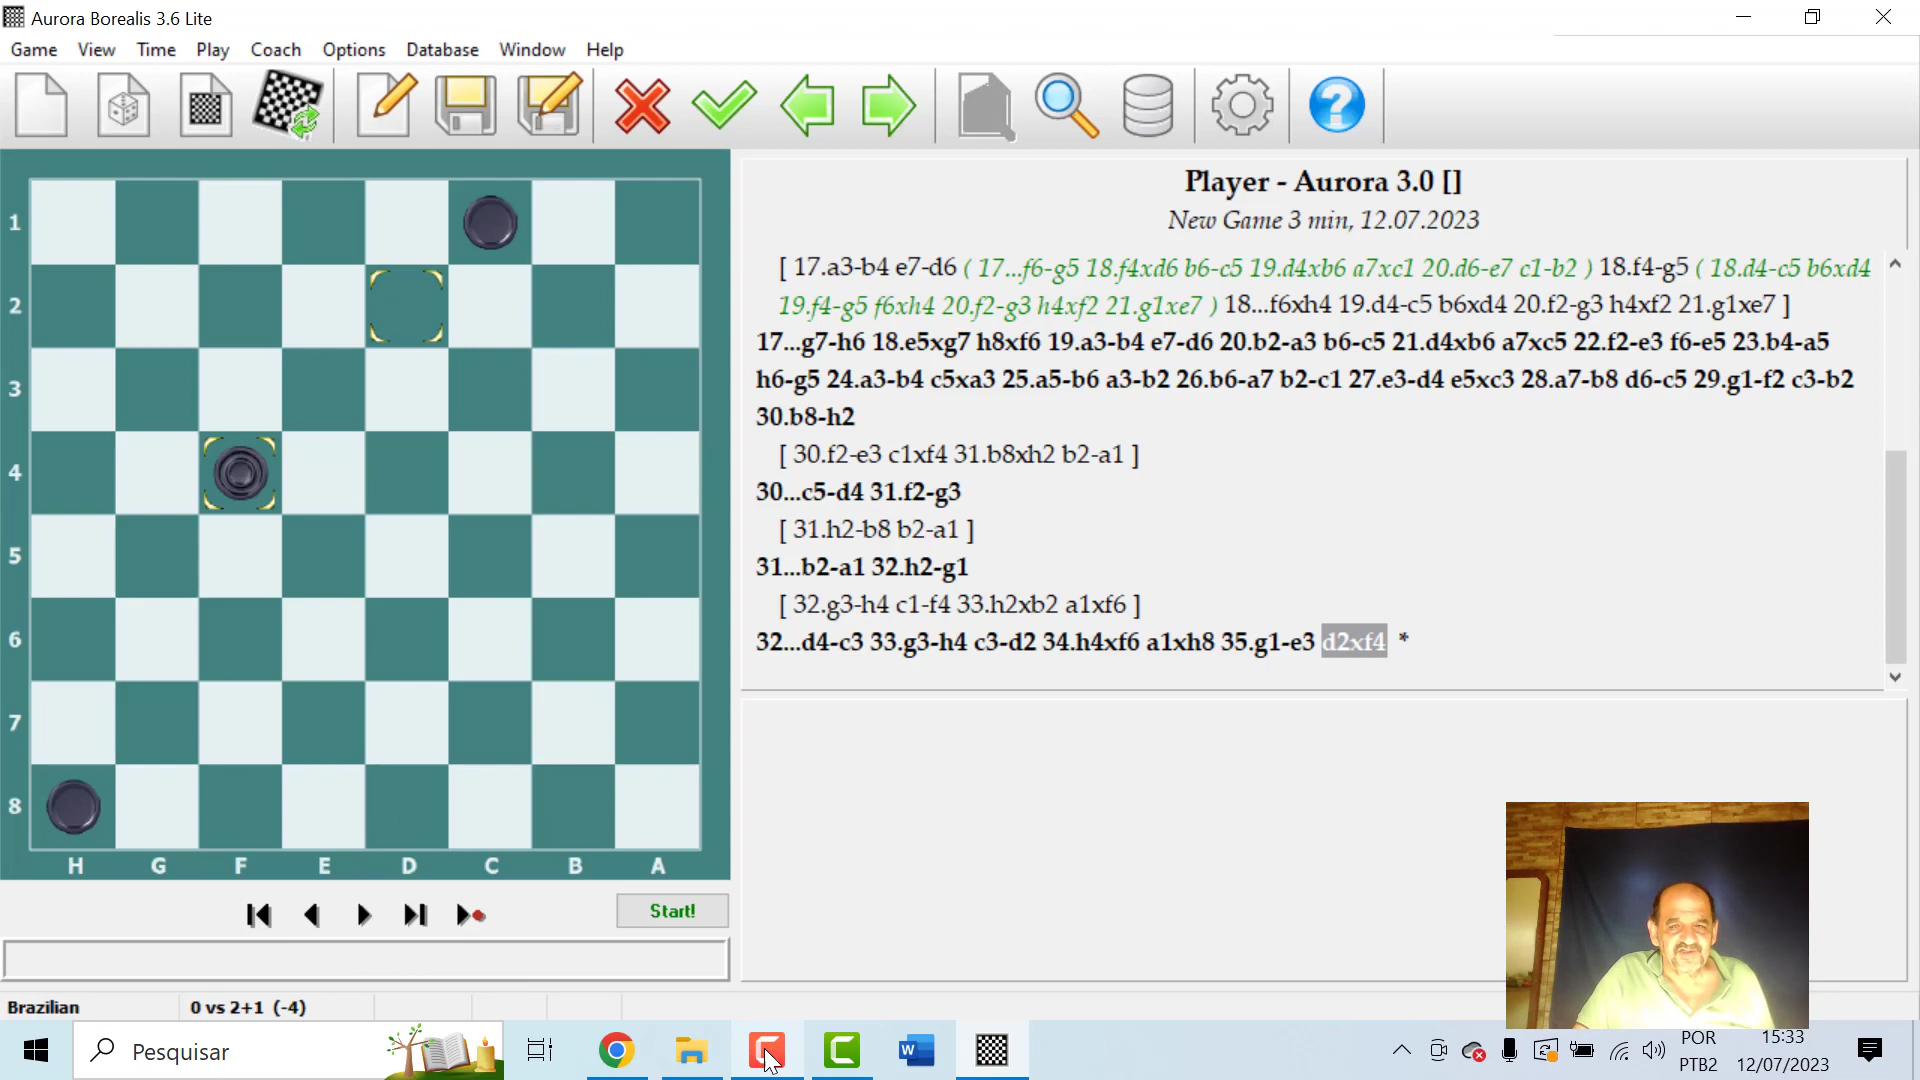 Aurora Borealis 3.6 Lite
Game View Time Play Coach Options Database Window Help
Player - Aurora 3.0 []
New Game 3 min, 12.07.2023
[ 17.a3-b4 e7-d6 ( 17...f6-g5 18.f4xd6 b6-c5 19.d4xb6 a7xc1 20.d6-e7 c1-b2 ) 18.f4-g5 ( 18.d4-c5 b6xd4
19.f4-g5 f6xh4 20.f2-g3 h4xf2 21.g1xe7 ) 18...f6xh4 19.d4-c5 b6xd4 20.f2-g3 h4xf2 21.g1xe7 ]
17...g7-h6 18.e5xg7 h8xf6 19.a3-b4 e7-d6 20.b2-a3 b6-c5 21.d4xb6 a7xc5 22.f2-e3 f6-e5 23.b4-a5
h6-g5 24.a3-b4 c5xa3 25.a5-b6 a3-b2 26.b6-a7 b2-c1 27.e3-d4 e5xc3 28.a7-b8 d6-c5 29.g1-f2 c3-b2
30.b8-h2
[ 30.f2-e3 c1xf4 31.b8xh2 b2-a1 ]
30...c5-d4 31.f2-g3
[ 31.h2-b8 b2-a1 ]
31...b2-a1 32.h2-g1
[ 32.g3-h4 c1-f4 33.h2xb2 a1xf6 ]
32...d4-c3 33.g3-h4 c3-d2 34.h4xf6 a1xh8 35.g1-e3 d2xf4 *
1
2
3
4
5
6
7
8
H G F E D C B A
Start!
Brazilian 0 vs 2+1 (-4)
Pesquisar
POR
PTB2
15:33
12/07/2023